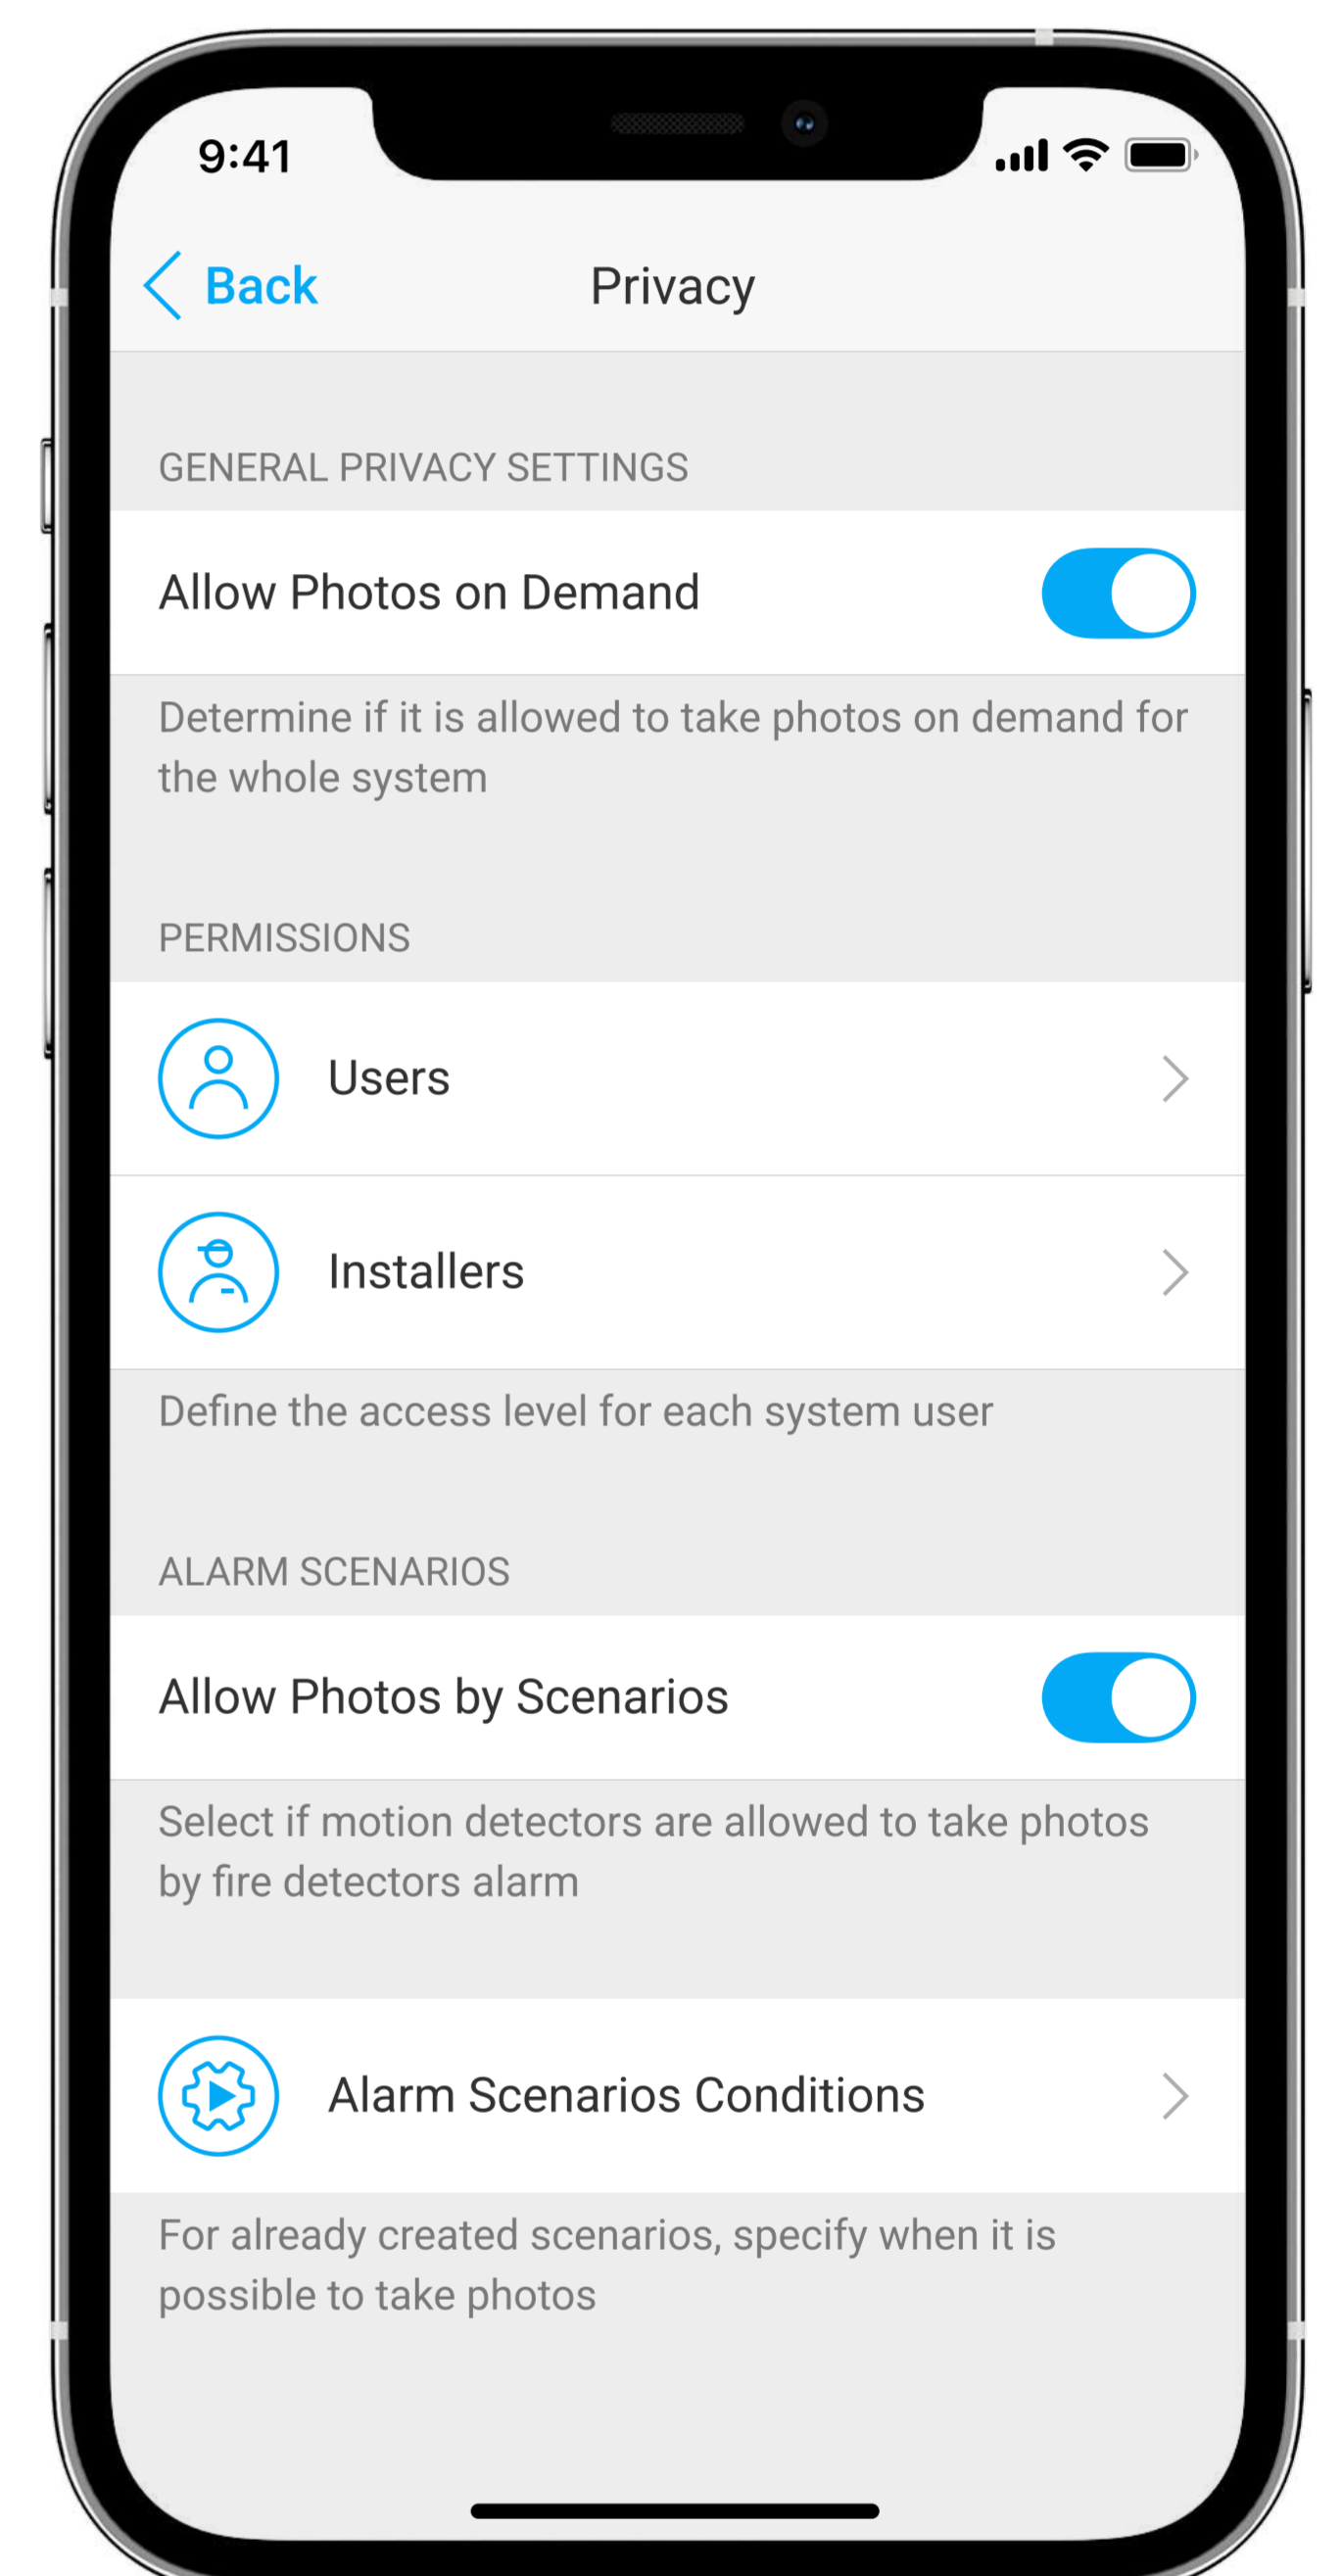 9:41
Back
Privacy
GENERAL PRIVACY SETTINGS
Allow Photos on Demand
Determine if it is allowed to take photos on demand for
the whole system
PERMISSIONS
Users
Installers
Define the access level for each system user
ALARM SCENARIOS
Allow Photos by Scenarios
Select if motion detectors are allowed to take photos
by fire detectors alarm
Alarm Scenarios Conditions
For already created scenarios, specify when it is
possible to take photos